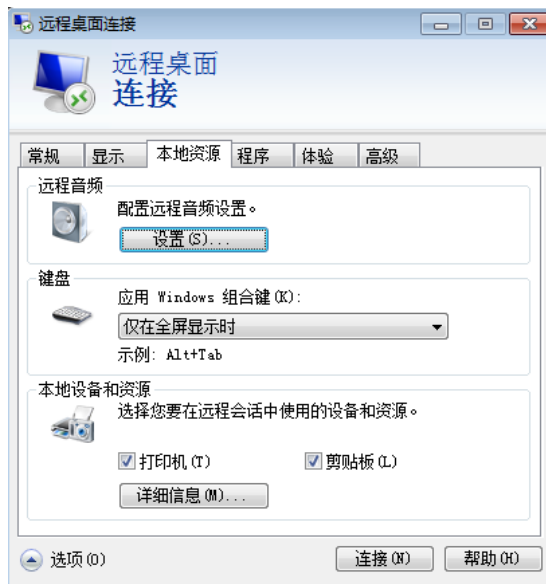 远程桌面连接
远程桌面
连接
常规 显示 本地资源 程序 体验 高级
远程音频
配置远程音频设置。
设置(S)...
键盘
应用 Windows 组合键(K):
仅在全屏显示时
示例: Alt+Tab
本地设备和资源
选择您要在远程会话中使用的设备和资源。
打印机(T) 剪贴板(L)
详细信息(M)...
选项(O) 连接(N) 帮助(H)